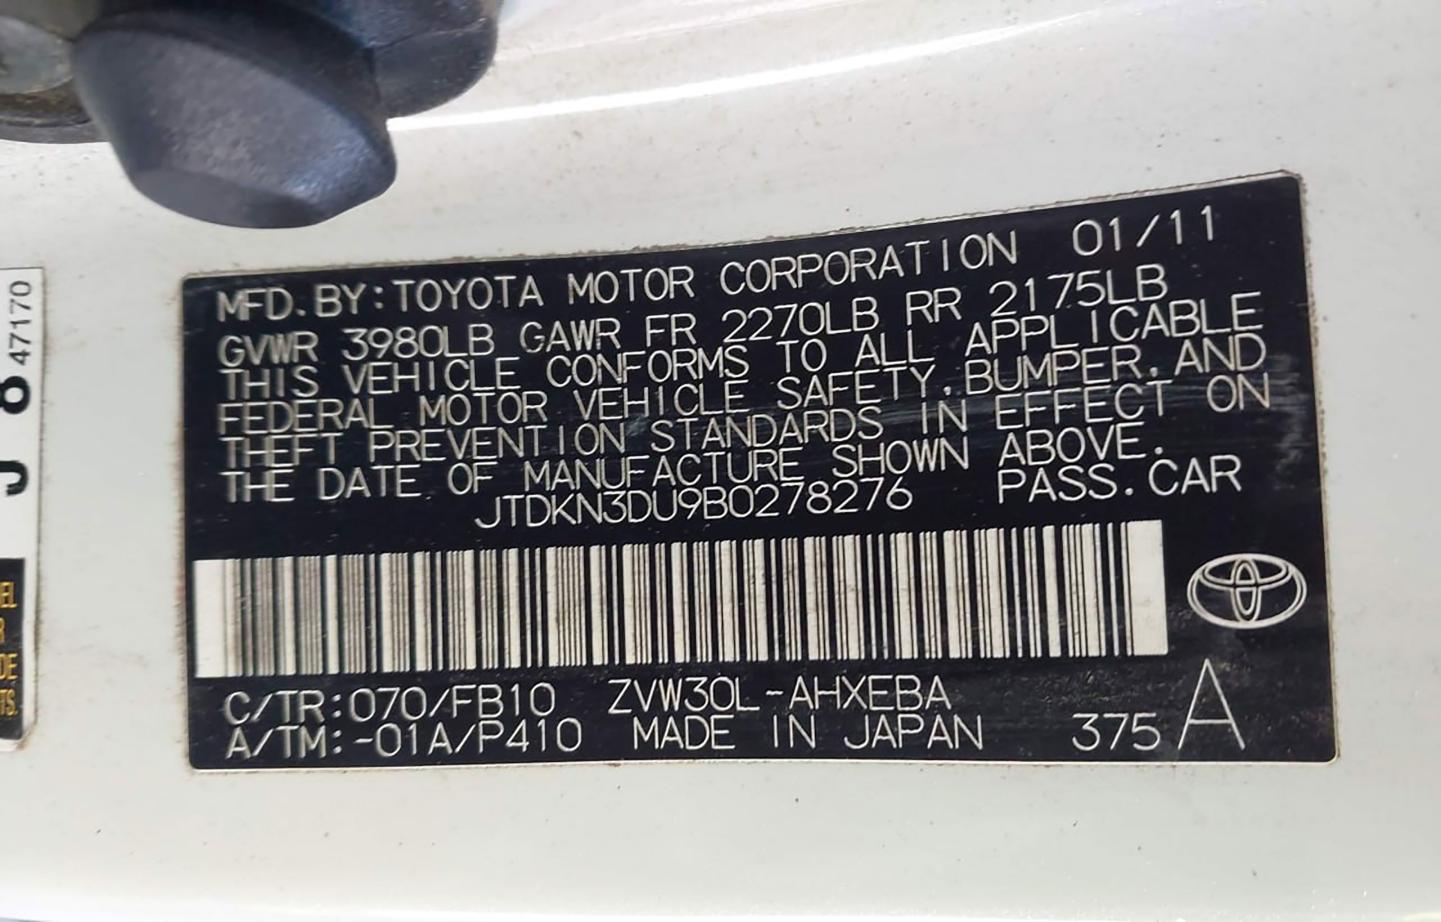 MFD. BY: TOYOTA MOTOR CORPORATION 01/11
GVWR 3980LB GAWR FR 2270LB RR 2175LB
THIS VEHICLE CONFORMS TO ALL APPLICABLE
FEDERAL MOTOR VEHICLE SAFETY, BUMPER, AND
THEFT PREVENTION STANDARDS IN EFFECT ON
THE DATE OF MANUFACTURE SHOWN ABOVE.
JTDKN3DU9B0278276 PASS. CAR
C/TR: 070/FB10 ZVW30L-AHXEBA
A/TM: -01A/P410 MADE IN JAPAN 375 A
47170
J 8